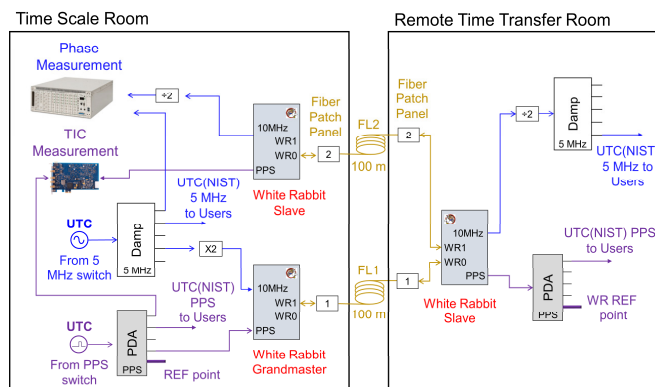 Time Scale Room
Remote Time Transfer Room
Phase
Measurement
÷2
TIC
Measurement
10MHz
WR1
WR0
PPS
White Rabbit
Slave
Fiber
Patch
Panel
2
FL2
100 m
Fiber
Patch
Panel
2
÷2
Damp
5 MHz
UTC(NIST)
5 MHz to
Users
UTC(NIST)
5 MHz
to Users
UTC
From 5
MHz switch
Damp
5 MHz
X2
10MHz
WR1
WR0
PPS
White Rabbit
Grandmaster
1
FL1
100 m
1
10MHz
WR1
WR0
PPS
White Rabbit
Slave
UTC(NIST) PPS
to Users
PDA
PPS
WR REF
point
UTC(NIST)
PPS
to Users
UTC
From PPS
switch
PDA
PPS
REF point